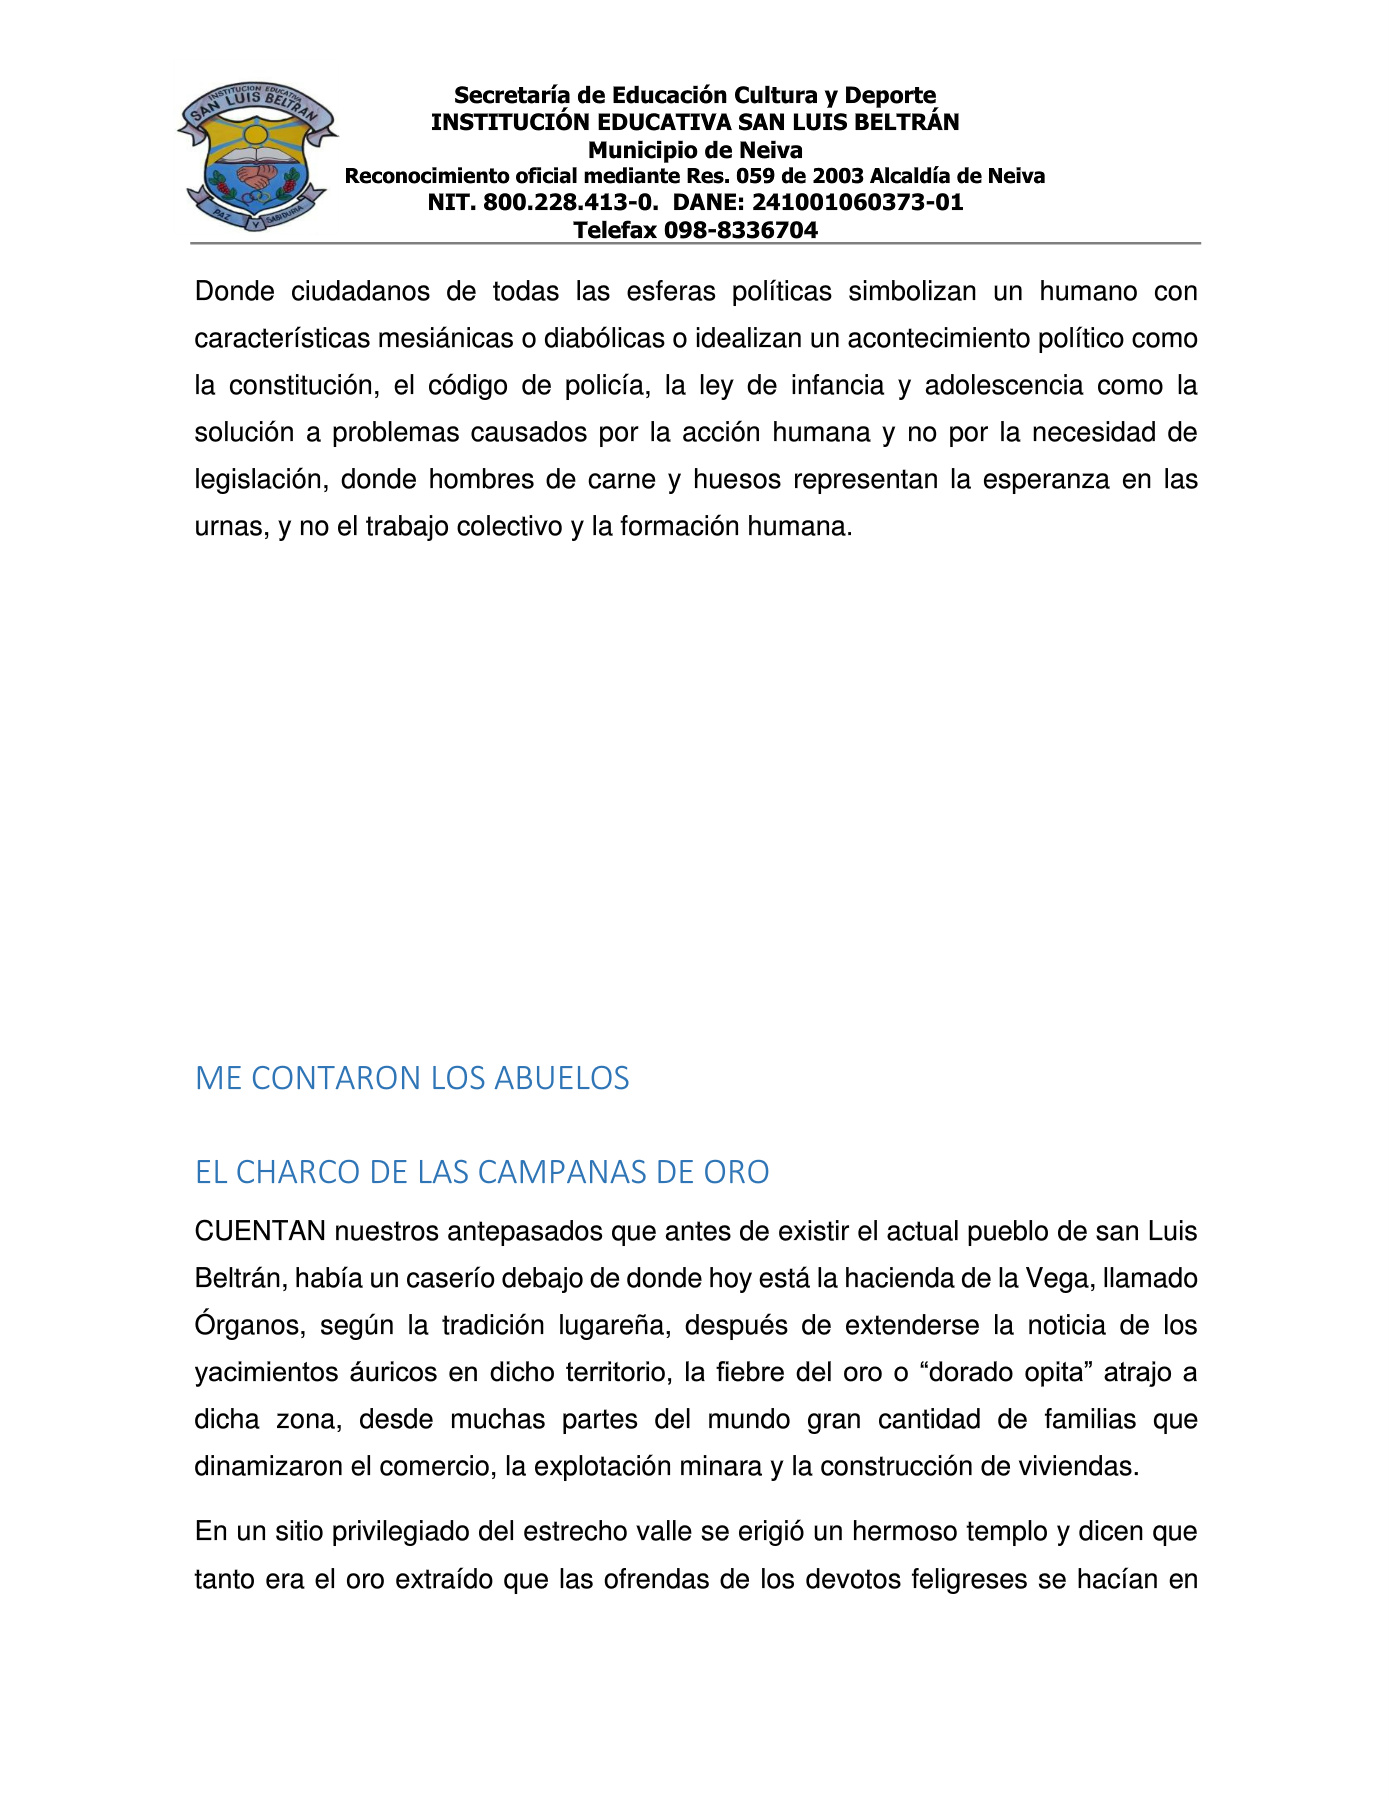 INSTITUCION EDUCATIVA
SAN LUIS BELTRAN
PAZ Y SABIDURIA
Secretaría de Educación Cultura y Deporte
INSTITUCIÓN EDUCATIVA SAN LUIS BELTRÁN
Municipio de Neiva
Reconocimiento oficial mediante Res. 059 de 2003 Alcaldía de Neiva
NIT. 800.228.413-0.  DANE: 241001060373-01
Telefax 098-8336704
Donde ciudadanos de todas las esferas políticas simbolizan un humano con
características mesiánicas o diabólicas o idealizan un acontecimiento político como
la constitución, el código de policía, la ley de infancia y adolescencia como la
solución a problemas causados por la acción humana y no por la necesidad de
legislación, donde hombres de carne y huesos representan la esperanza en las
urnas, y no el trabajo colectivo y la formación humana.
ME CONTARON LOS ABUELOS
EL CHARCO DE LAS CAMPANAS DE ORO
CUENTAN nuestros antepasados que antes de existir el actual pueblo de san Luis
Beltrán, había un caserío debajo de donde hoy está la hacienda de la Vega, llamado
Órganos, según la tradición lugareña, después de extenderse la noticia de los
yacimientos áuricos en dicho territorio, la fiebre del oro o “dorado opita” atrajo a
dicha zona, desde muchas partes del mundo gran cantidad de familias que
dinamizaron el comercio, la explotación minara y la construcción de viviendas.
En un sitio privilegiado del estrecho valle se erigió un hermoso templo y dicen que
tanto era el oro extraído que las ofrendas de los devotos feligreses se hacían en